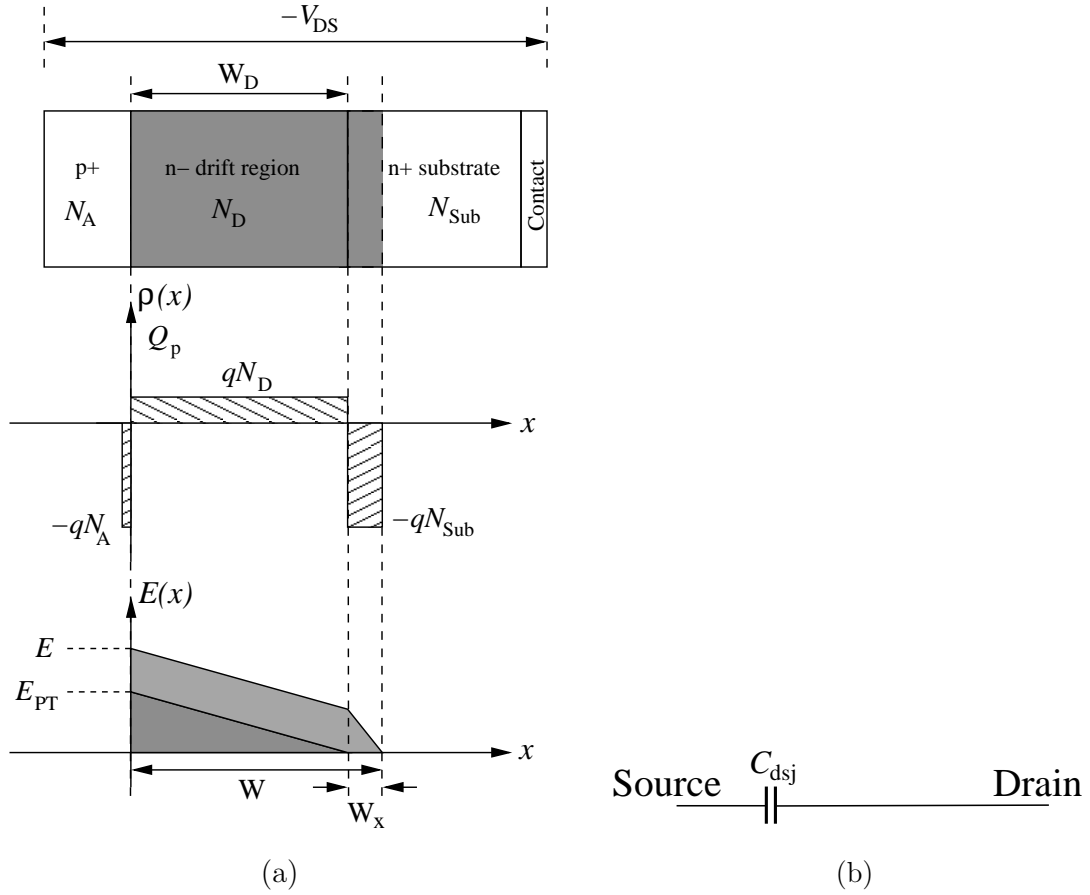 −V_DS
W_D
p+
n− drift region
n+ substrate
N_A
N_D
N_Sub
Contact
ρ(x)
Q_p
qN_D
x
−qN_A
−qN_Sub
E(x)
E
E_PT
x
W
W_x
C_dsj
Source
Drain
(a)
(b)